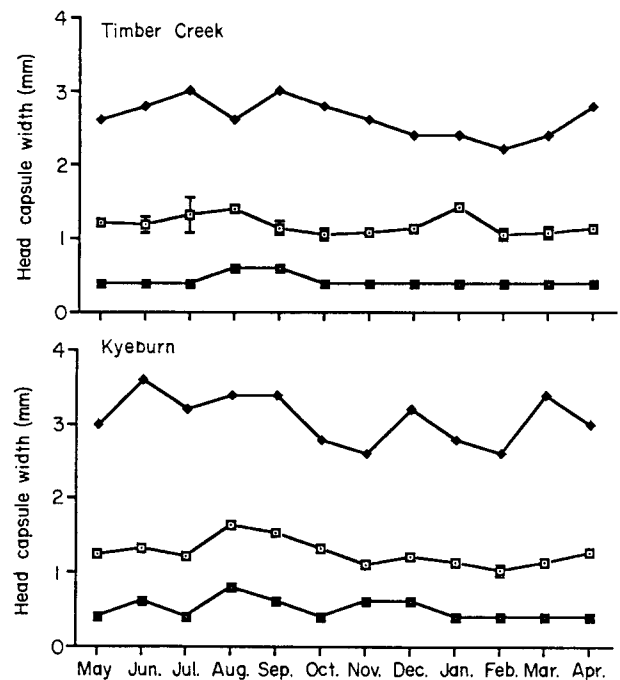 Timber Creek
Head capsule width (mm)
4
3
2
1
0
Kyeburn
Head capsule width (mm)
4
3
2
1
0
May Jun. Jul. Aug. Sep. Oct. Nov. Dec. Jan. Feb. Mar. Apr.